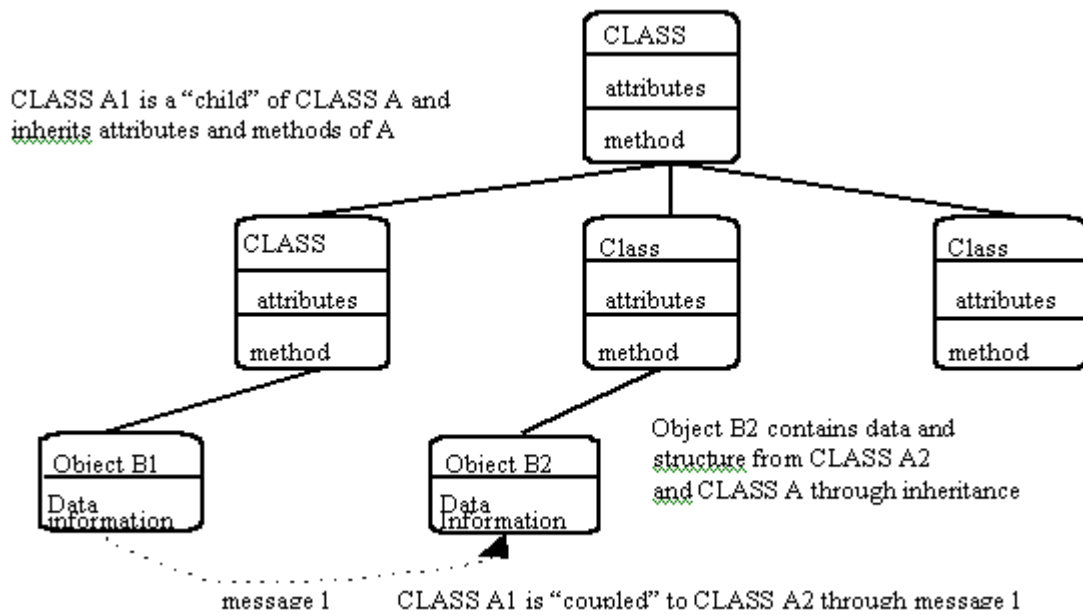 CLASS
attributes
method
CLASS A1 is a “child” of CLASS A and
inherits attributes and methods of A
CLASS
attributes
method
Class
attributes
method
Class
attributes
method
Object B1
Data
information
Object B2
Data
Information
Object B2 contains data and
structure from CLASS A2
and CLASS A through inheritance
message 1
CLASS A1 is “coupled” to CLASS A2 through message 1